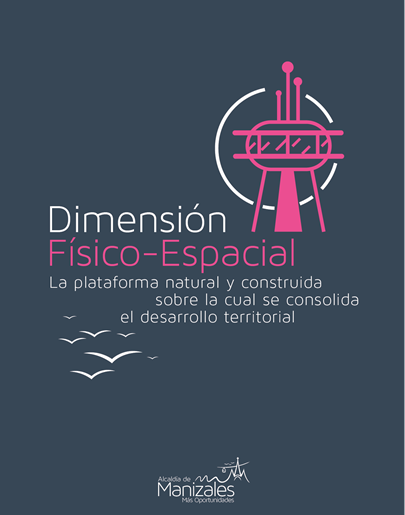 Dimensión
Físico-Espacial
La plataforma natural y construida
sobre la cual se consolida
el desarrollo territorial
Alcaldía de
Manizales
Más Oportunidades